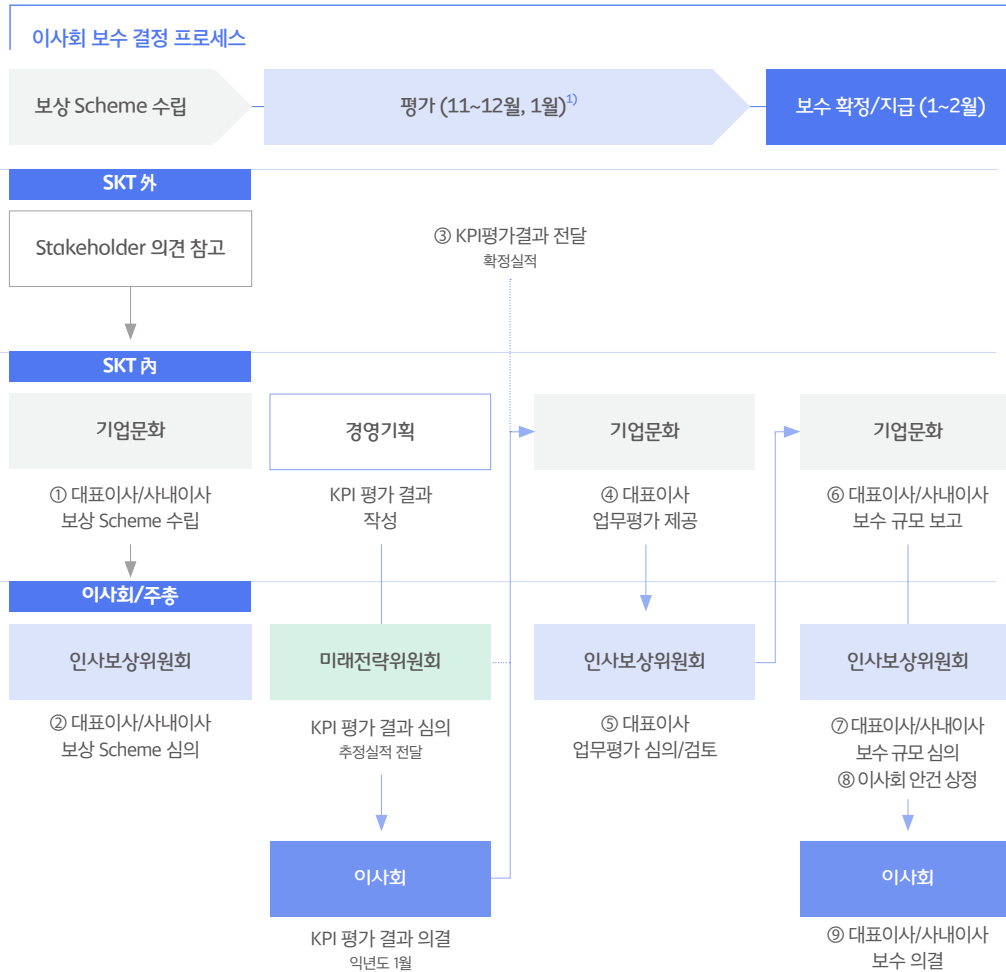 이사회 보수 결정 프로세스
보상 Scheme 수립
평가 (11~12월, 1월)1)
보수 확정/지급 (1~2월)
SKT 外
Stakeholder 의견 참고
③ KPI평가결과 전달
확정실적
SKT 內
기업문화
경영기획
기업문화
기업문화
① 대표이사/사내이사
보상 Scheme 수립
KPI 평가 결과
작성
④ 대표이사
업무평가 제공
⑥ 대표이사/사내이사
보수 규모 보고
이사회/주총
인사보상위원회
미래전략위원회
인사보상위원회
인사보상위원회
② 대표이사/사내이사
보상 Scheme 심의
KPI 평가 결과 심의
추정실적 전달
⑤ 대표이사
업무평가 심의/검토
⑦ 대표이사/사내이사
보수 규모 심의
⑧ 이사회 안건 상정
이사회
이사회
KPI 평가 결과 의결
익년도 1월
⑨ 대표이사/사내이사
보수 의결